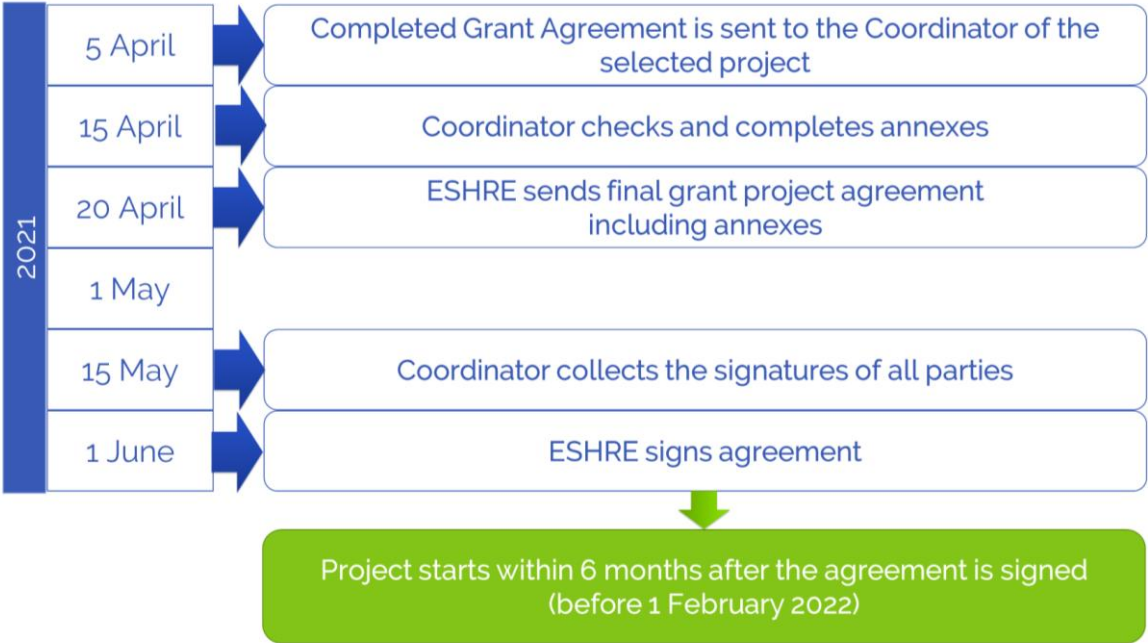 2021
5 April
Completed Grant Agreement is sent to the Coordinator of the
selected project
15 April
Coordinator checks and completes annexes
20 April
ESHRE sends final grant project agreement
including annexes
1 May
15 May
Coordinator collects the signatures of all parties
1 June
ESHRE signs agreement
Project starts within 6 months after the agreement is signed
(before 1 February 2022)